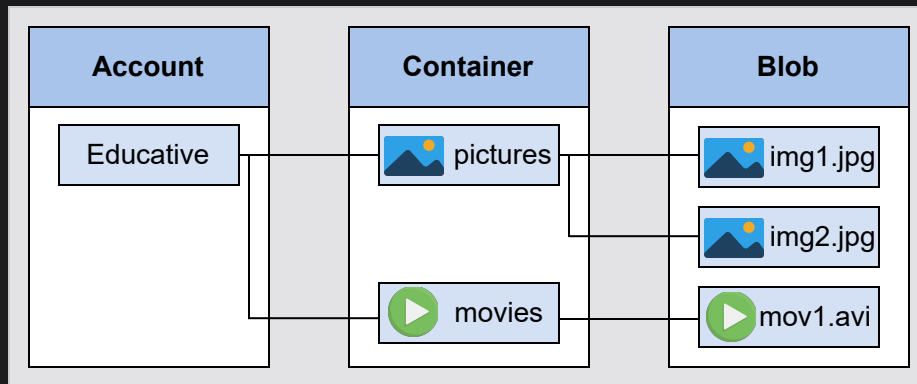 Account
Container
Blob
Educative
pictures
img1.jpg
img2.jpg
movies
mov1.avi